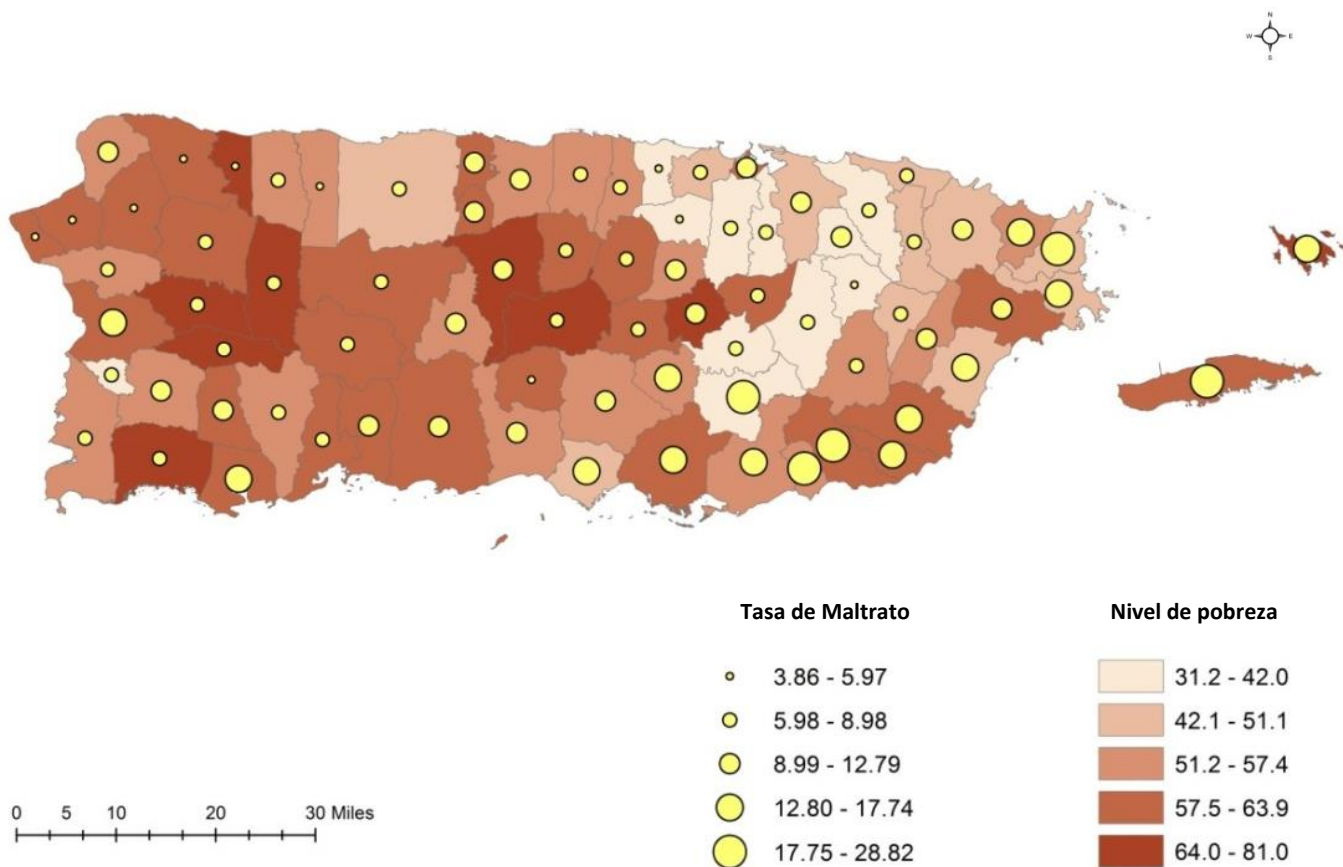 N
W E
S
Tasa de Maltrato
3.86 - 5.97
5.98 - 8.98
8.99 - 12.79
12.80 - 17.74
17.75 - 28.82
Nivel de pobreza
31.2 - 42.0
42.1 - 51.1
51.2 - 57.4
57.5 - 63.9
64.0 - 81.0
0 5 10 20 30 Miles